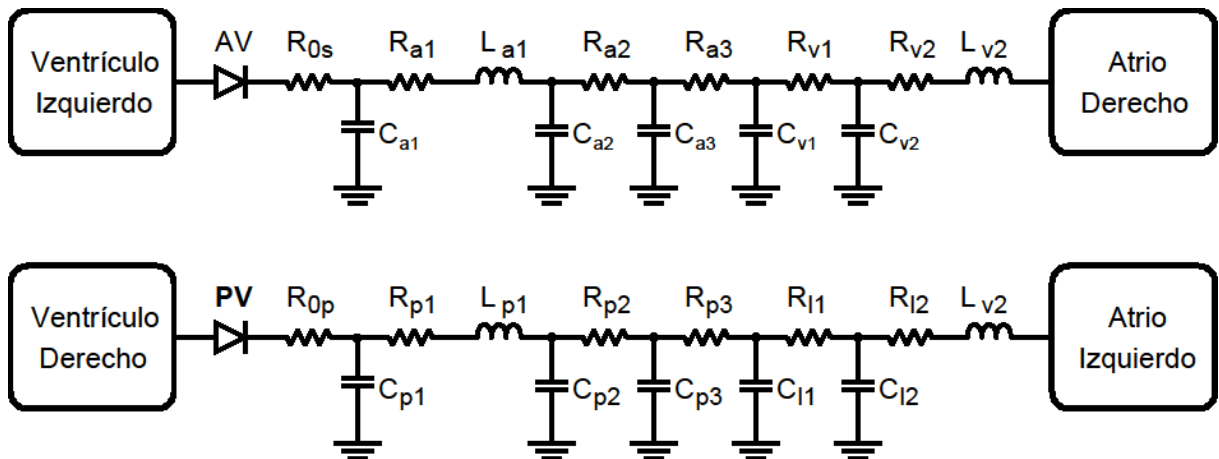 Ventrículo
Izquierdo
AV
R0s
Ra1
La1
Ra2
Ra3
Rv1
Rv2
Lv2
Atrio
Derecho
Ca1
Ca2
Ca3
Cv1
Cv2
Ventrículo
Derecho
PV
R0p
Rp1
Lp1
Rp2
Rp3
Rl1
Rl2
Lv2
Atrio
Izquierdo
Cp1
Cp2
Cp3
Cl1
Cl2